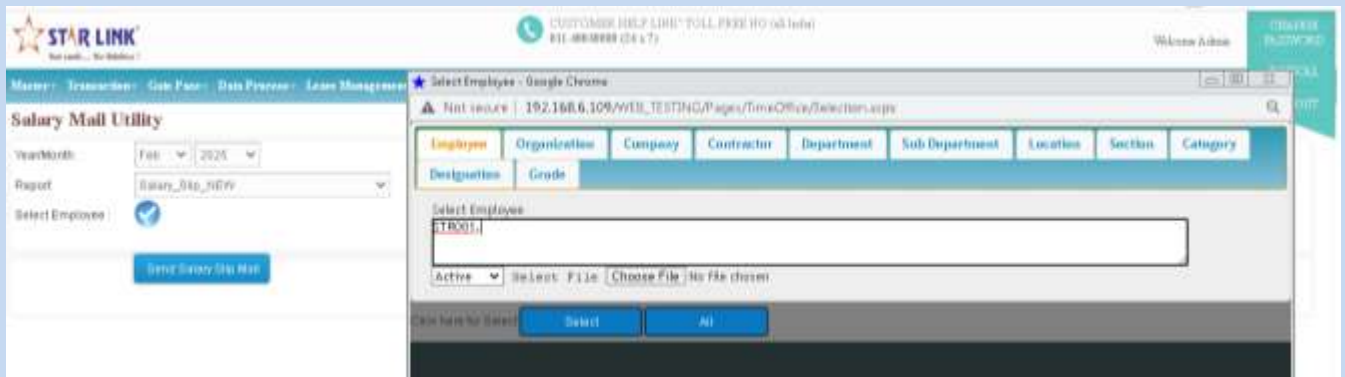 STAR LINK
CUSTOMER HELP LINE" TOLL FREE NO (all India)
(24 x 7)
Welcome Admin
CHANGE
PASSWORD
Master Transaction Gate Pass Data Process Leave Management
Select Employee - Google Chrome
Not secure | 192.168.6.109/WEB_TESTING/Pages/TimeOffice/Selection.aspx
Salary Mail Utility
Employee Organization Company Contractor Department Sub Department Location Section Category
Designation Grade
Year/Month: Feb 2025
Report Salary_Slip_NEW
Select Employee :
Select Employee
STR001,
Active Select File Choose File No file chosen
Send Salary Slip Mail
Click here for Select Select All